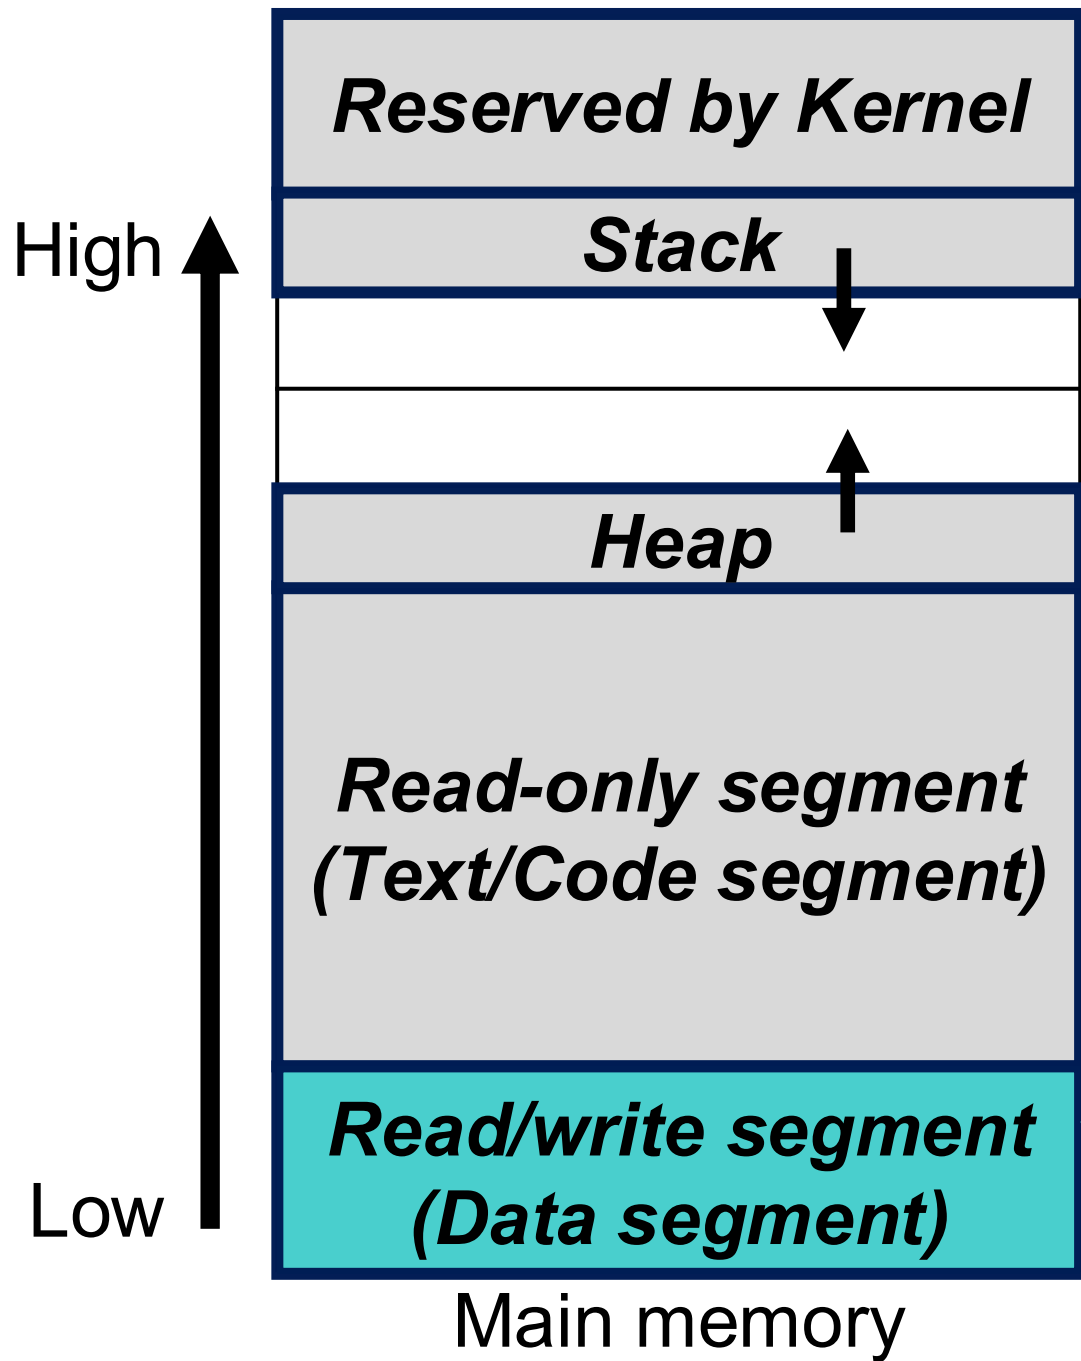 Reserved by Kernel
High
Stack
Heap
Read-only segment
(Text/Code segment)
Read/write segment
Low
(Data segment)
Main memory